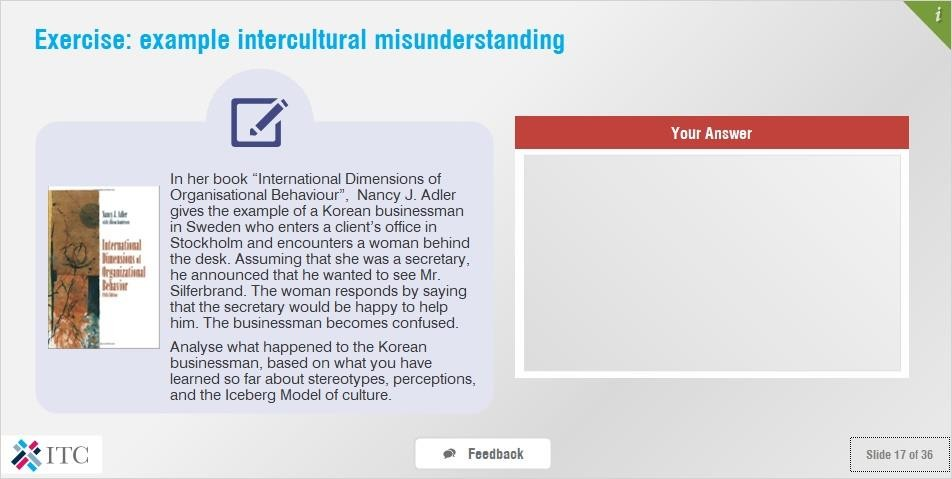 i
Exercise: example intercultural misunderstanding
Your Answer
In her book “International Dimensions of
Organisational Behaviour”, Nancy J. Adler
gives the example of a Korean businessman
in Sweden who enters a client’s office in
Stockholm and encounters a woman behind
the desk. Assuming that she was a secretary,
he announced that he wanted to see Mr.
Silferbrand. The woman responds by saying
that the secretary would be happy to help
him. The businessman becomes confused.
Analyse what happened to the Korean
businessman, based on what you have
learned so far about stereotypes, perceptions,
and the Iceberg Model of culture.
Nancy J. Adler
International
Dimensions of
Organizational
Behavior
ITC
Feedback
Slide 17 of 36